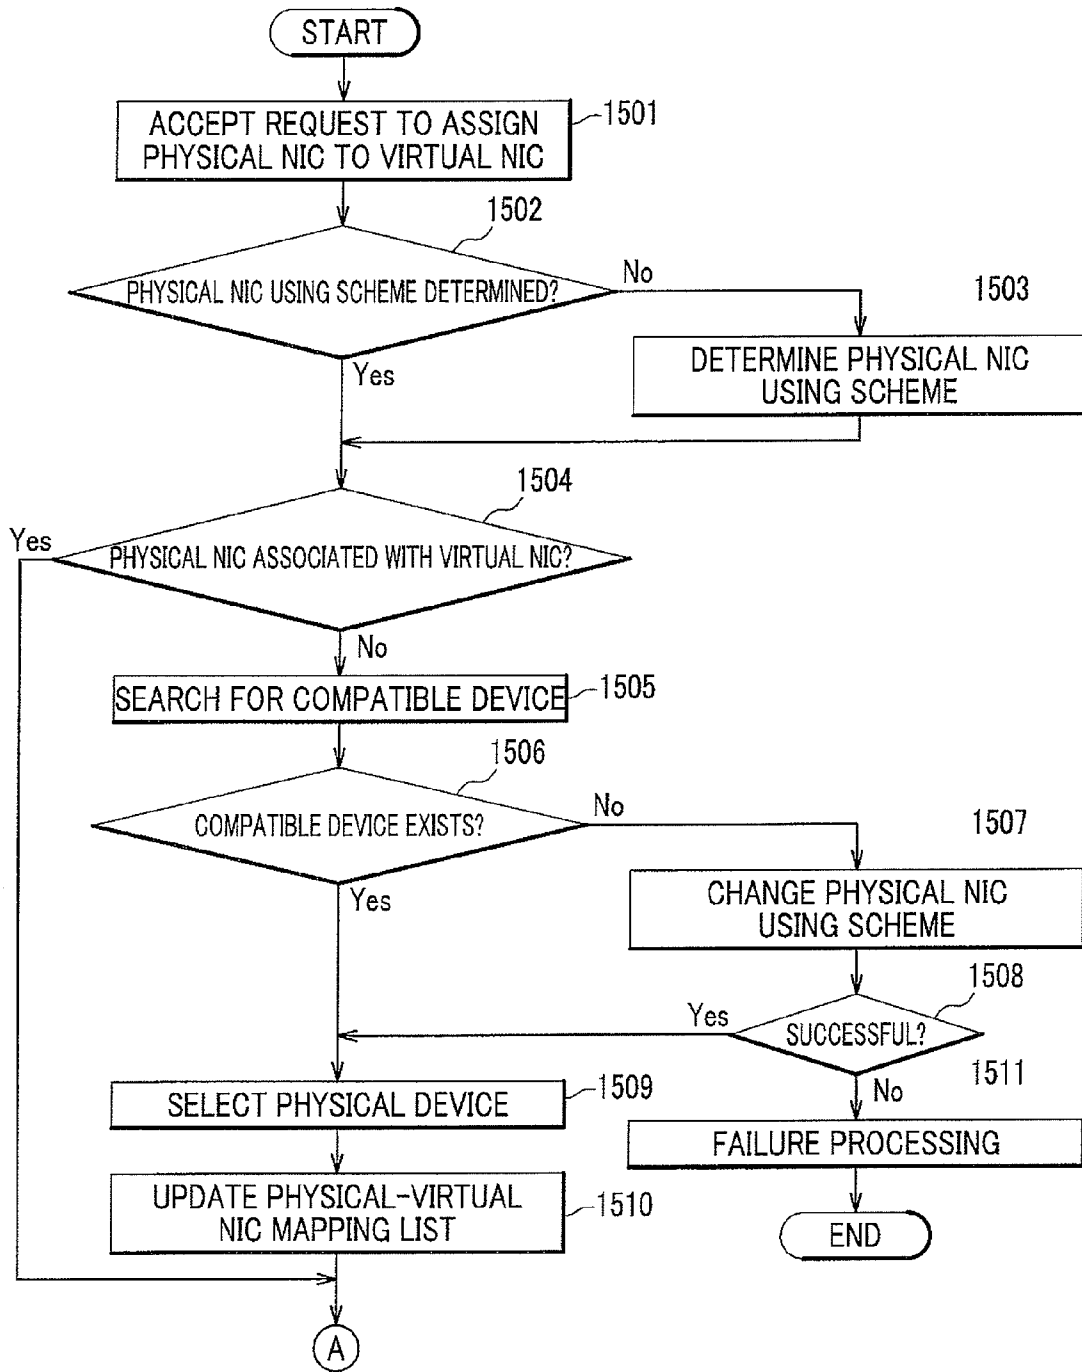 START
ACCEPT REQUEST TO ASSIGN
PHYSICAL NIC TO VIRTUAL NIC
1501
1502
PHYSICAL NIC USING SCHEME DETERMINED?
No
Yes
1503
DETERMINE PHYSICAL NIC
USING SCHEME
1504
Yes
PHYSICAL NIC ASSOCIATED WITH VIRTUAL NIC?
No
SEARCH FOR COMPATIBLE DEVICE
1505
1506
COMPATIBLE DEVICE EXISTS?
No
Yes
1507
CHANGE PHYSICAL NIC
USING SCHEME
1508
Yes
SUCCESSFUL?
No
1511
SELECT PHYSICAL DEVICE
1509
FAILURE PROCESSING
UPDATE PHYSICAL-VIRTUAL
NIC MAPPING LIST
1510
END
A